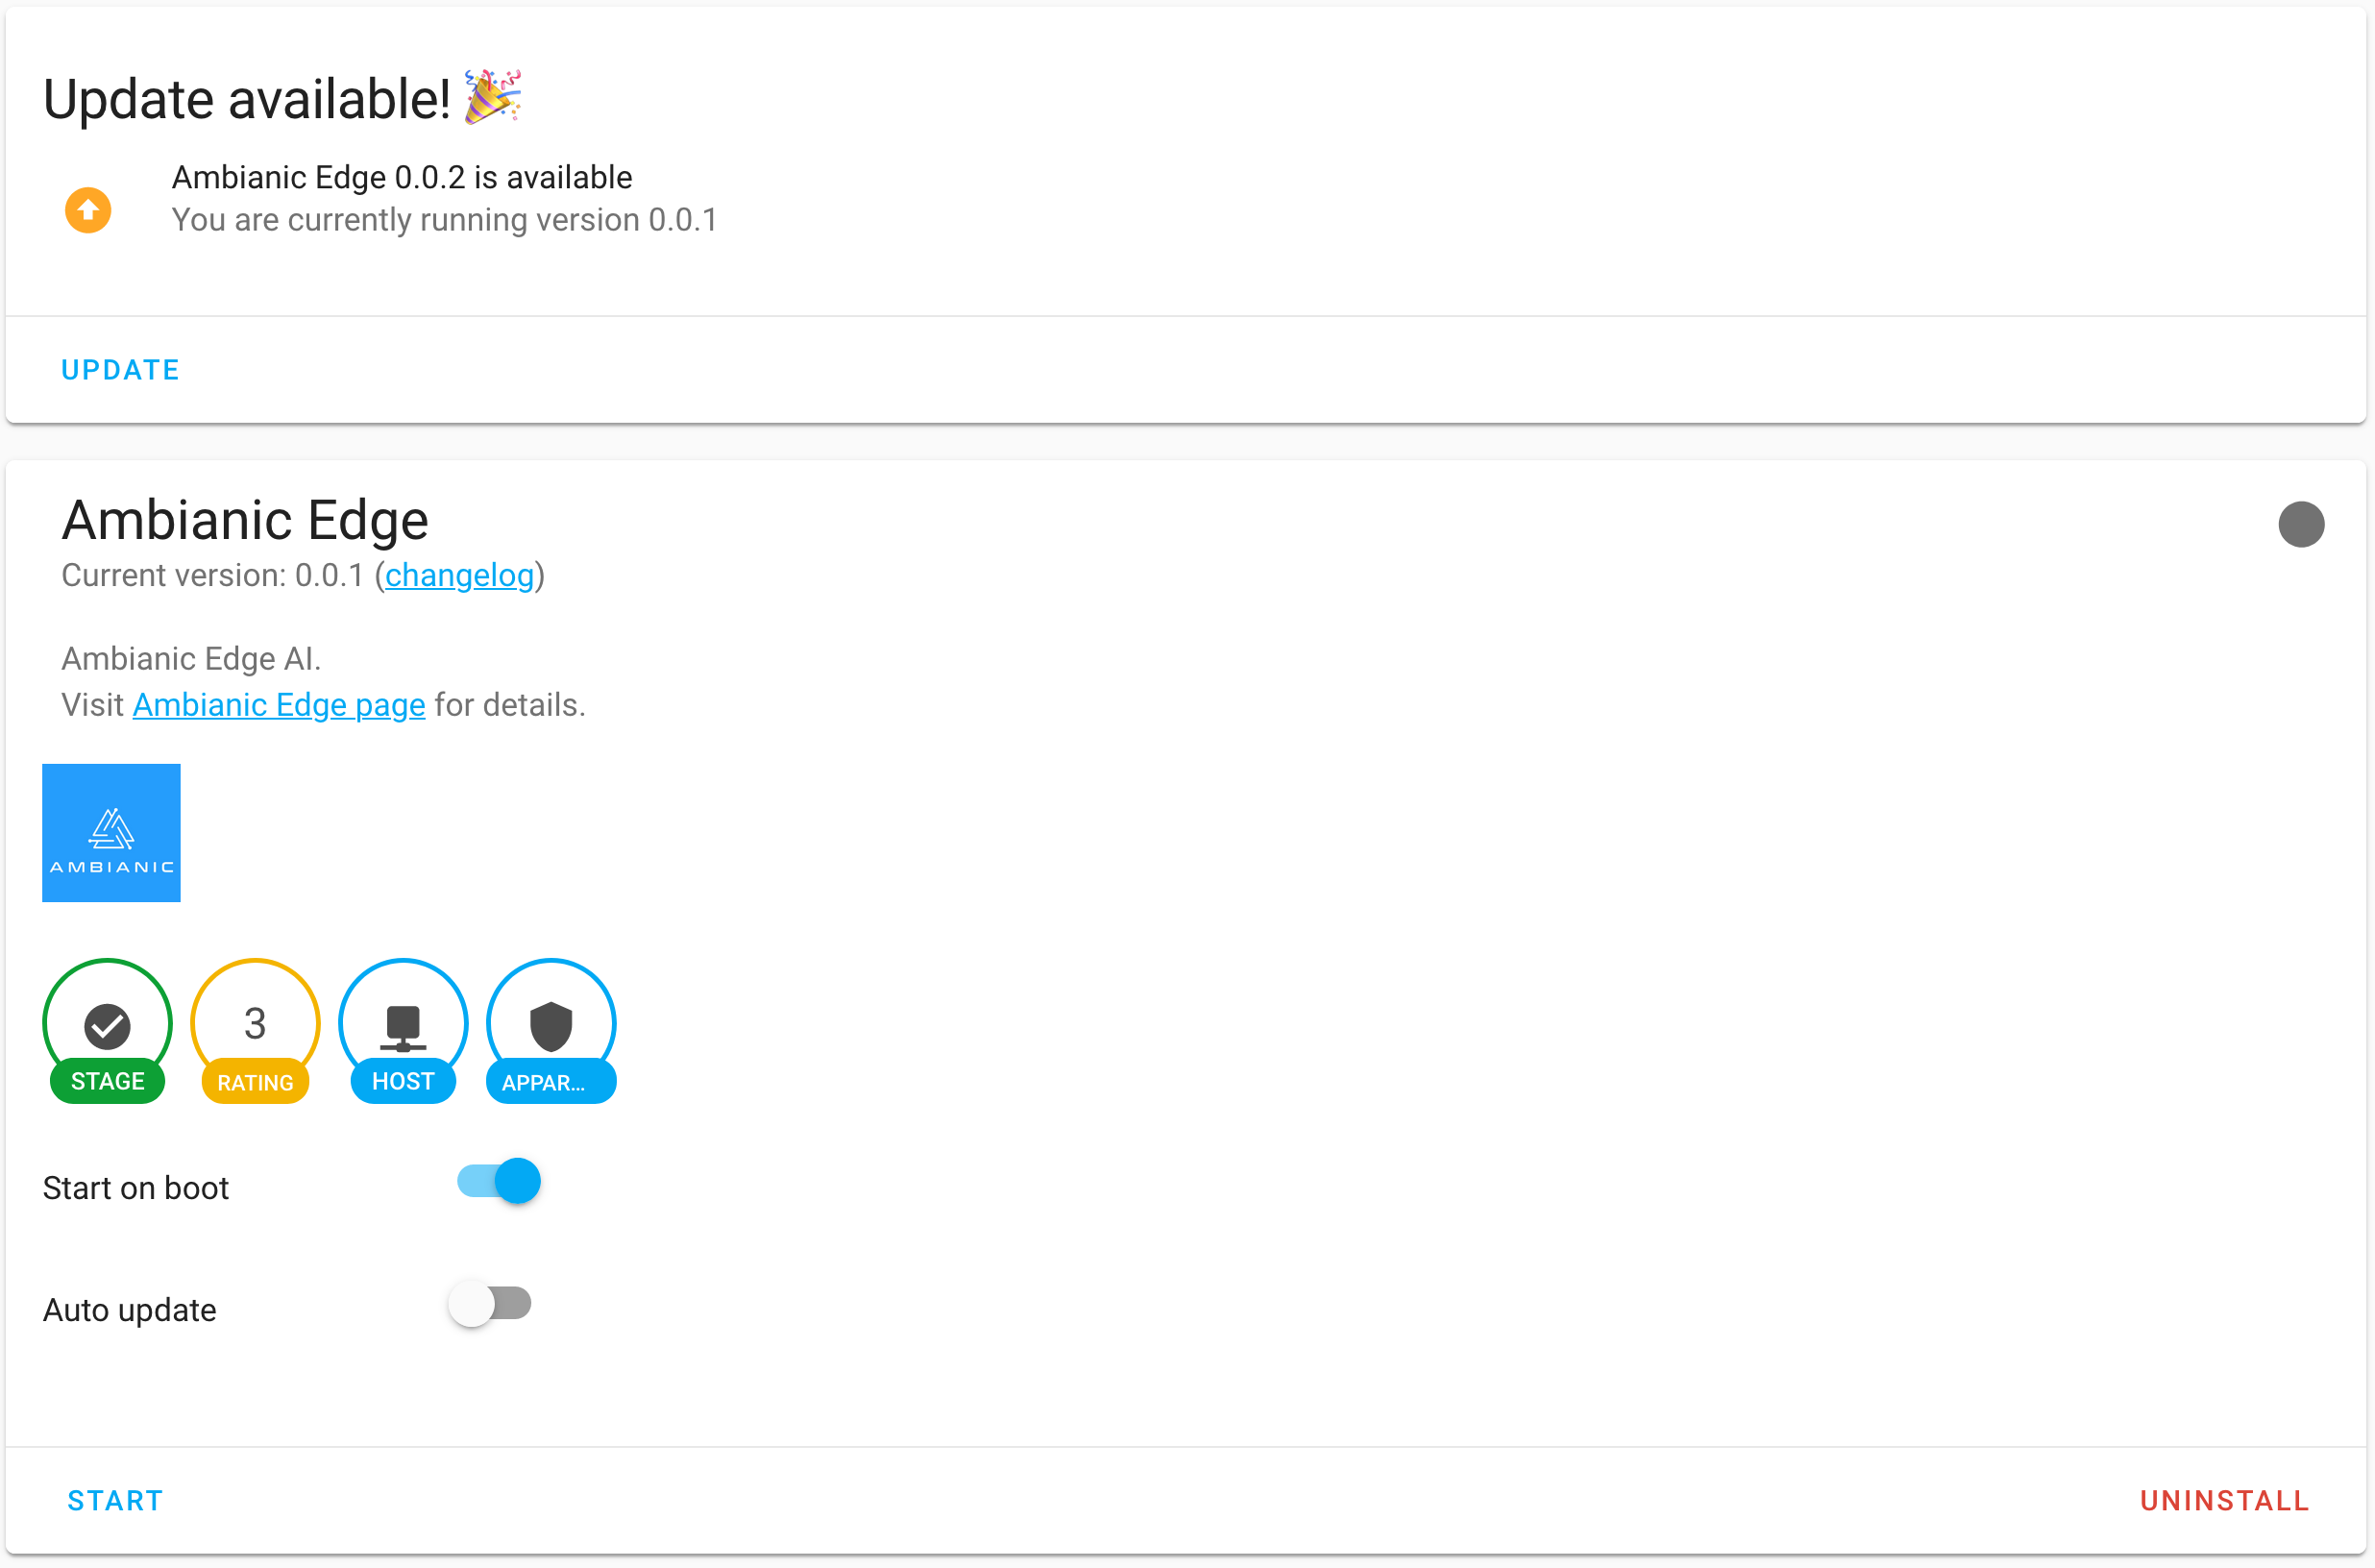 Update available! 🎉
Ambianic Edge 0.0.2 is available
You are currently running version 0.0.1
UPDATE
Ambianic Edge
Current version: 0.0.1 (changelog)
Ambianic Edge AI.
Visit Ambianic Edge page for details.
AMBIANIC
3
STAGE RATING HOST APPAR...
Start on boot
Auto update
START UNINSTALL